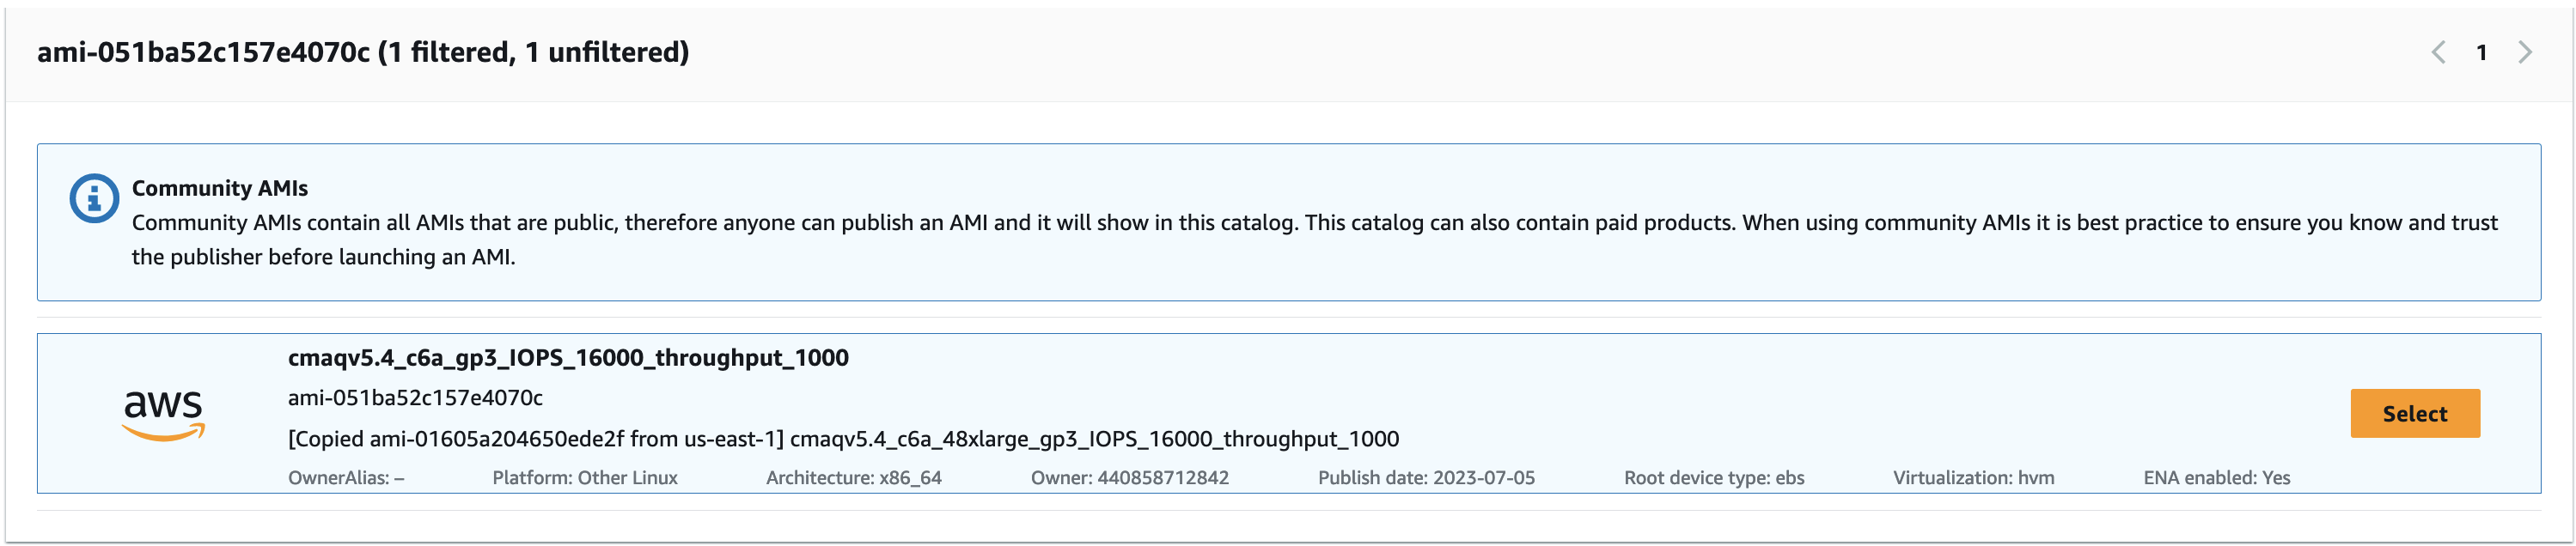 ami-051ba52c157e4070c (1 filtered, 1 unfiltered)
1
Community AMIs
Community AMIs contain all AMIs that are public, therefore anyone can publish an AMI and it will show in this catalog. This catalog can also contain paid products. When using community AMIs it is best practice to ensure you know and trust
the publisher before launching an AMI.
aws
cmaqv5.4_c6a_gp3_IOPS_16000_throughput_1000
ami-051ba52c157e4070c
[Copied ami-01605a204650ede2f from us-east-1] cmaqv5.4_c6a_48xlarge_gp3_IOPS_16000_throughput_1000
OwnerAlias: – Platform: Other Linux Architecture: x86_64 Owner: 440858712842 Publish date: 2023-07-05 Root device type: ebs Virtualization: hvm ENA enabled: Yes
Select